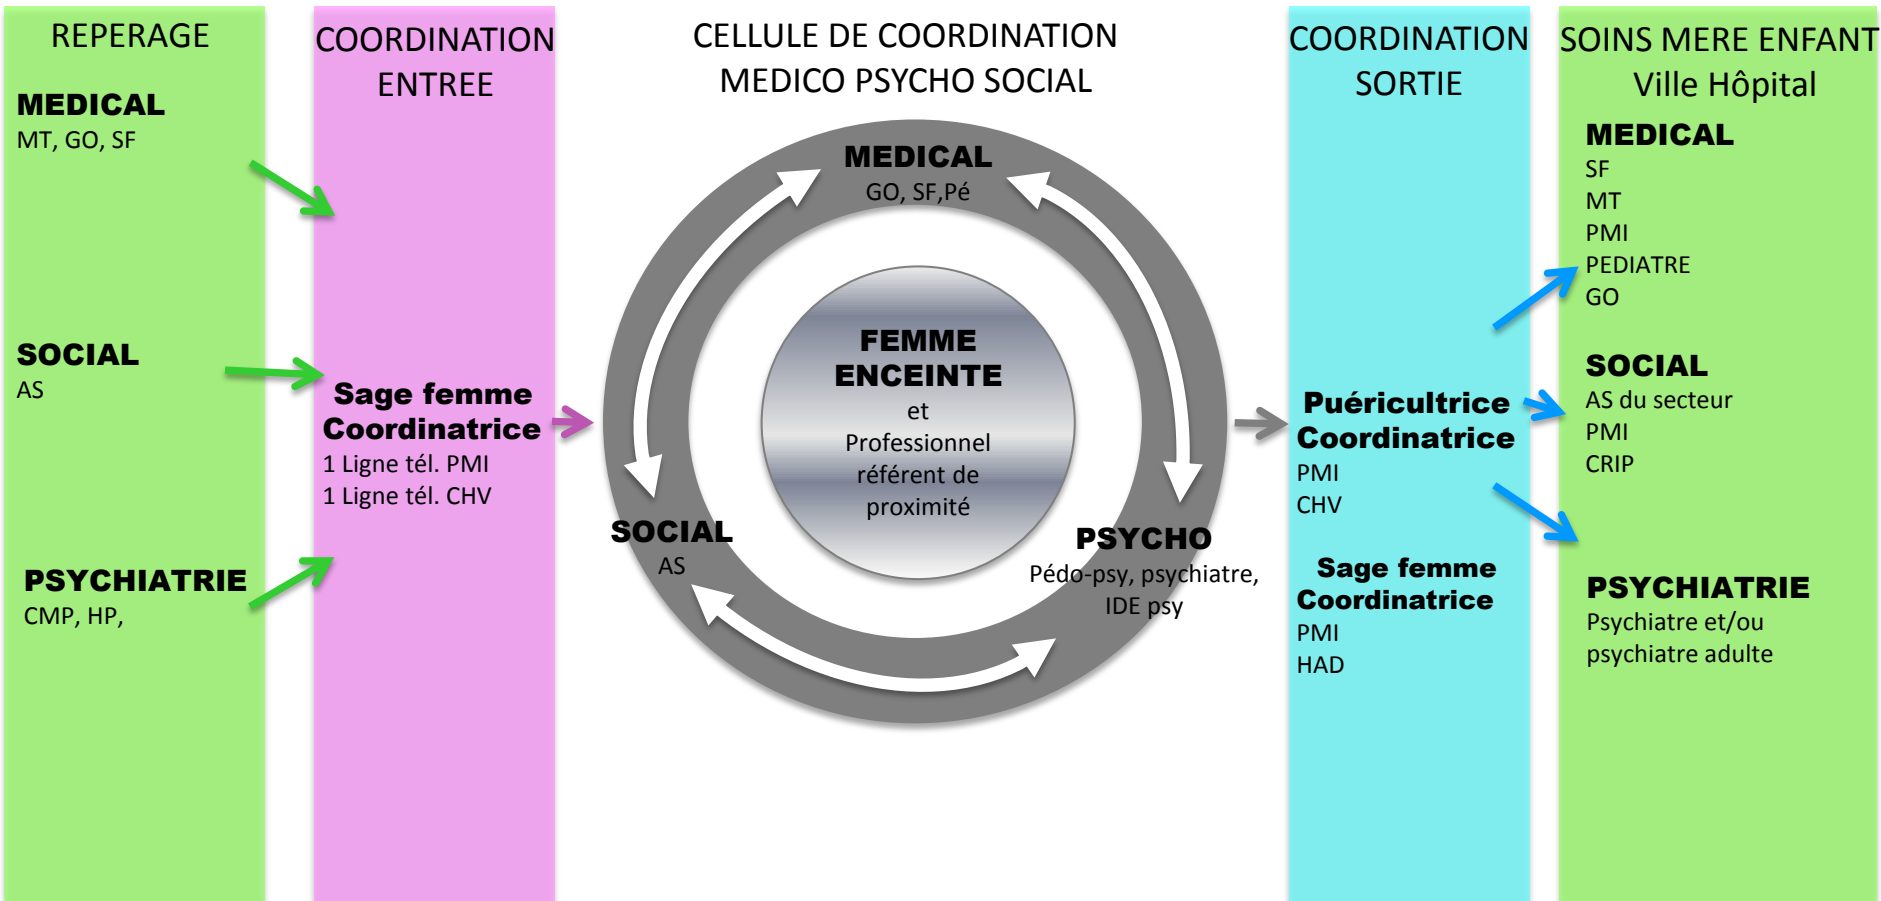 REPERAGE
MEDICAL
MT, GO, SF
SOCIAL
AS
PSYCHIATRIE
CMP, HP,
COORDINATION
ENTREE
Sage femme
Coordinatrice
1 Ligne tél. PMI
1 Ligne tél. CHV
CELLULE DE COORDINATION
MEDICO PSYCHO SOCIAL
MEDICAL
GO, SF,Pé
FEMME
ENCEINTE
et
Professionnel
référent de
proximité
SOCIAL
AS
PSYCHO
Pédo-psy, psychiatre,
IDE psy
COORDINATION
SORTIE
Puéricultrice
Coordinatrice
PMI
CHV
Sage femme
Coordinatrice
PMI
HAD
SOINS MERE ENFANT
Ville Hôpital
MEDICAL
SF
MT
PMI
PEDIATRE
GO
SOCIAL
AS du secteur
PMI
CRIP
PSYCHIATRIE
Psychiatre et/ou
psychiatre adulte